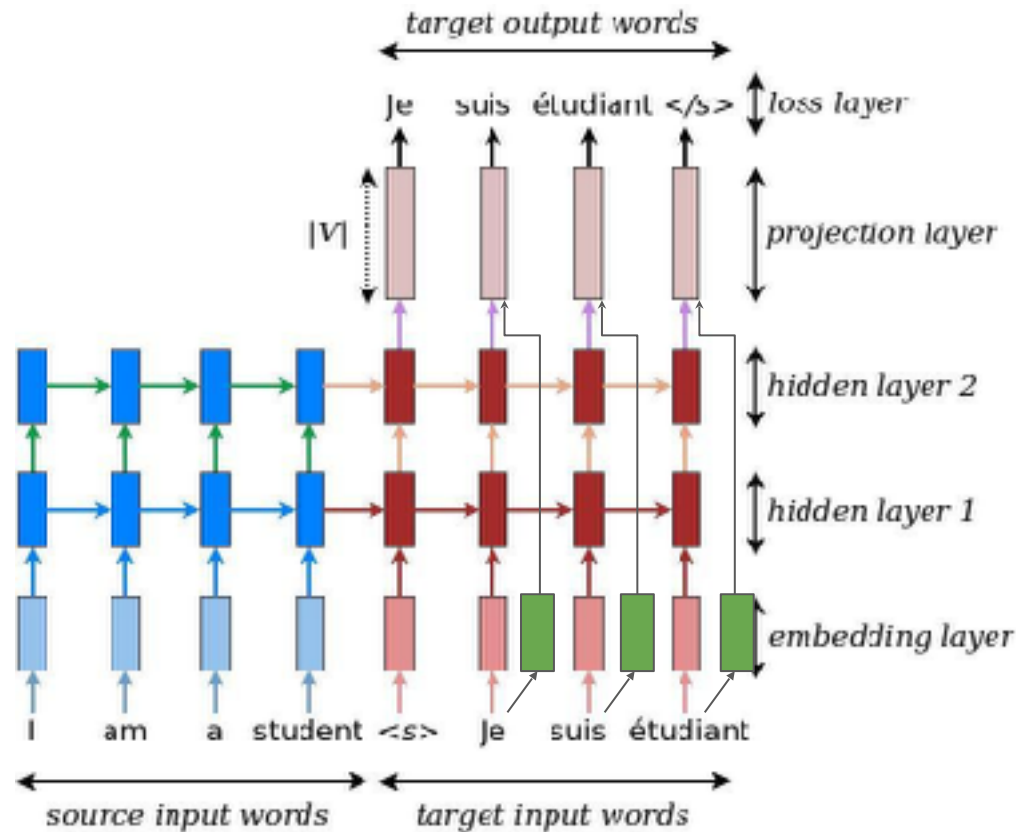 target output words
Je suis étudiant </s>
loss layer
|V|
projection layer
hidden layer 2
hidden layer 1
embedding layer
I am a student <s> Je suis étudiant
source input words
target input words